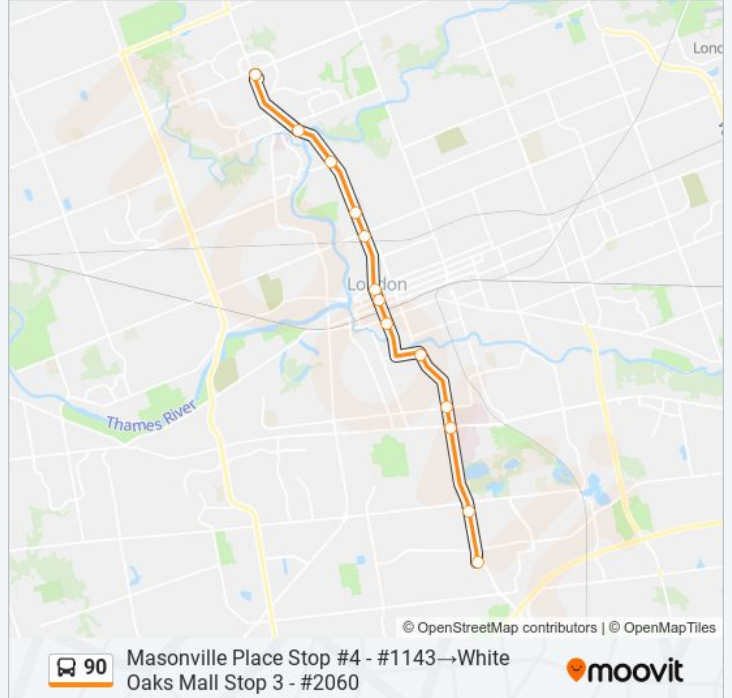 Lond
London
Thames River
© OpenStreetMap contributors | © OpenMapTiles
90
Masonville Place Stop #4 - #1143→White
Oaks Mall Stop 3 - #2060
moovit